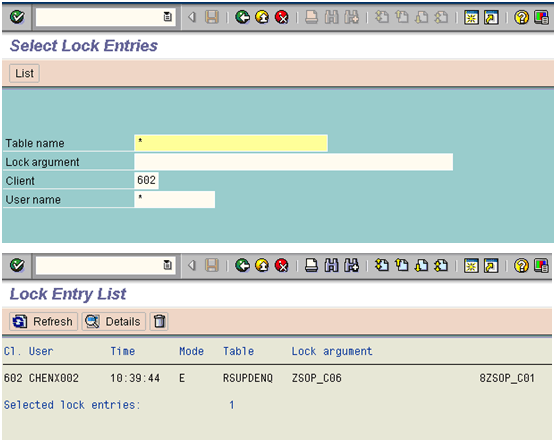 Select Lock Entries
List
Table name *
Lock argument
Client 602
User name *
Lock Entry List
Refresh Details
Cl. User Time Mode Table Lock argument
602 CHENX002 10:39:44 E RSUPDENQ ZSOP_C06 8ZSOP_C01
Selected lock entries: 1